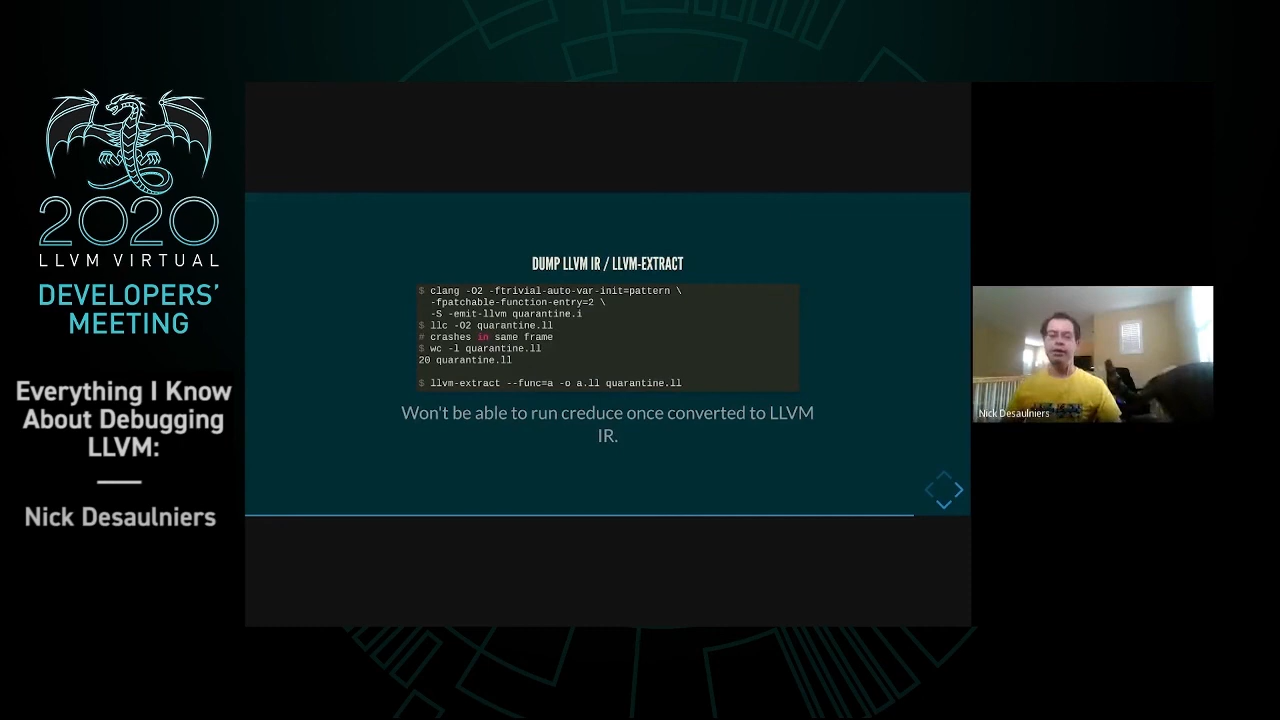 2020
LLVM VIRTUAL
DEVELOPERS'
MEETING
Everything I Know
About Debugging
LLVM:
Nick Desaulniers
DUMP LLVM IR / LLVM-EXTRACT
$ clang -O2 -ftrivial-auto-var-init=pattern \
-fpatchable-function-entry=2 \
-S -emit-llvm quarantine.i
$ llc -O2 quarantine.ll
# crashes in same frame
$ wc -l quarantine.ll
20 quarantine.ll
$ llvm-extract --func=a -o a.ll quarantine.ll
Won't be able to run creduce once converted to LLVM
IR.
Nick Desaulniers